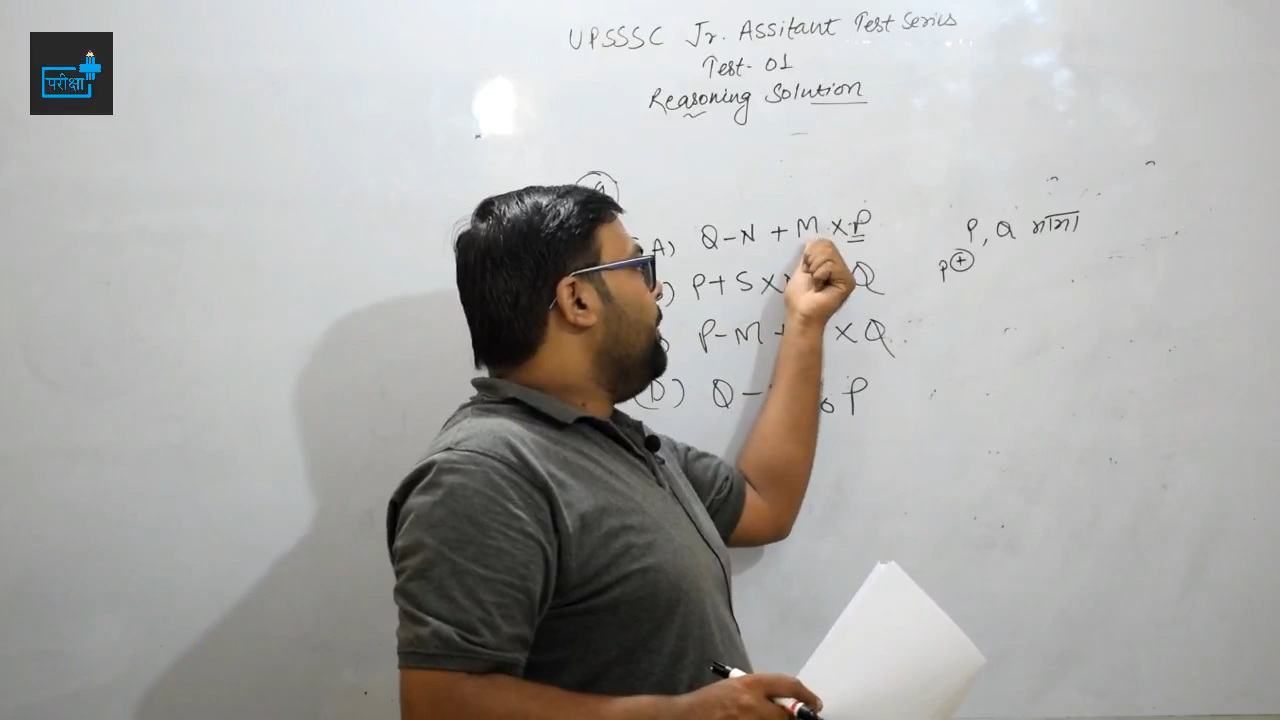 परीक्षा
UPSSSC Jr. Assitant Test Series
Test- 01
Reasoning Solution
A) Q - N + M × P
) P + S × Q
P - M + × Q
(D) Q - P
P, Q मामा
P +